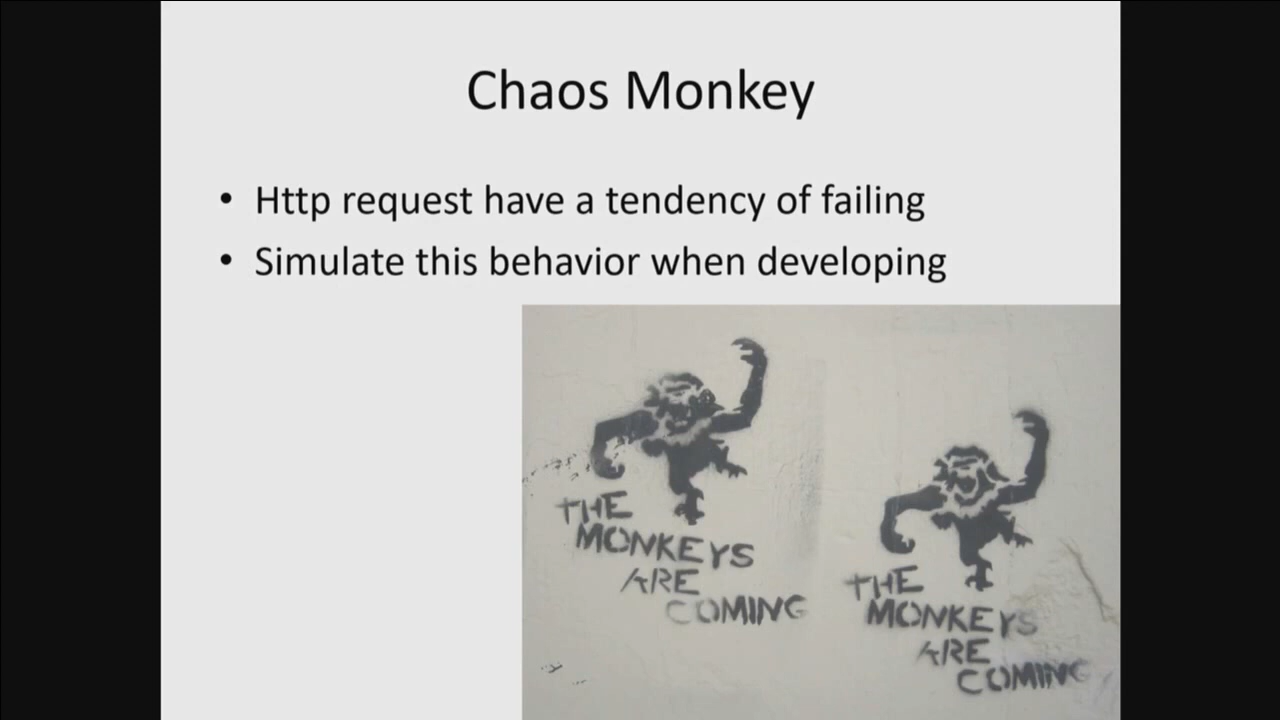 Chaos Monkey
• Http request have a tendency of failing
• Simulate this behavior when developing
THE
MONKEYS
ARE
COMING
THE
MONKEYS
ARE
COMING